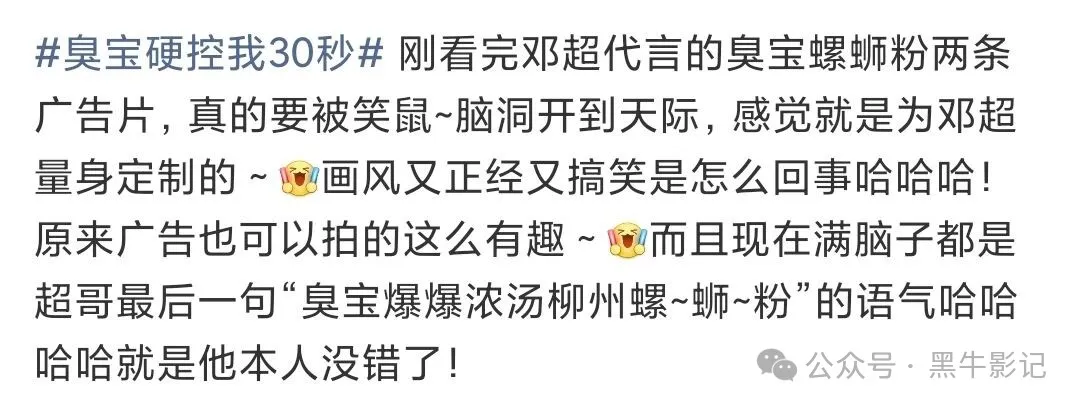 #臭宝硬控我30秒# 刚看完邓超代言的臭宝螺蛳粉两条
广告片，真的要被笑鼠~脑洞开到天际，感觉就是为邓超
量身定制的 ~ 画风又正经又搞笑是怎么回事哈哈哈！
原来广告也可以拍的这么有趣 ~ 而且现在满脑子都是
超哥最后一句“臭宝爆爆浓汤柳州螺~蛳~粉”的语气哈哈
哈哈就是他本人没错了！
公众号 · 黑牛影记